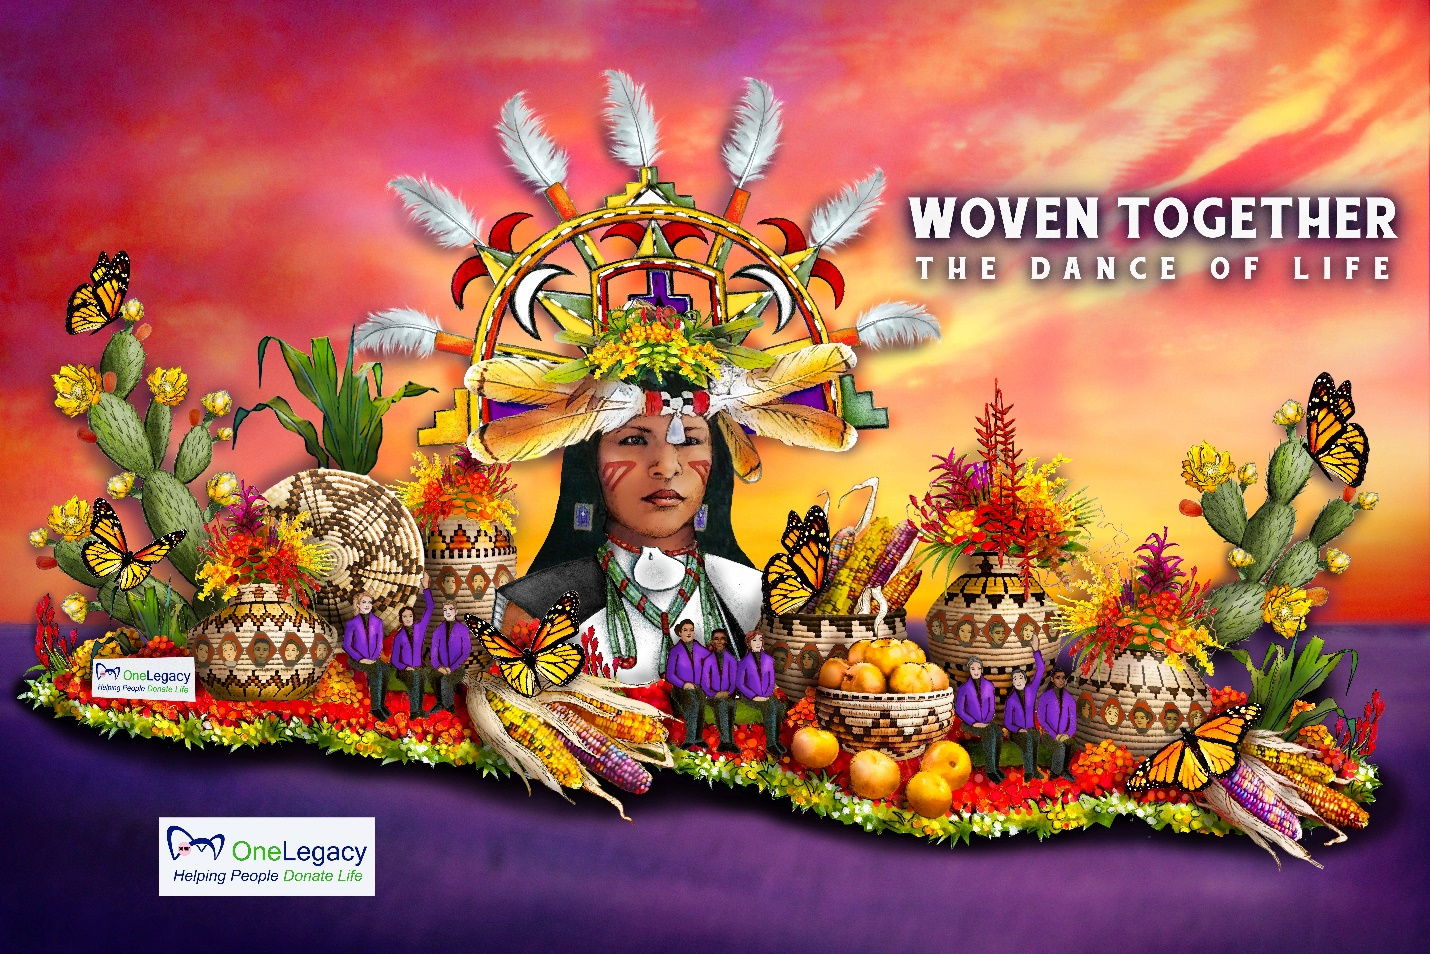 WOVEN TOGETHER
THE DANCE OF LIFE
OneLegacy
Helping People Donate Life
OneLegacy
Helping People Donate Life